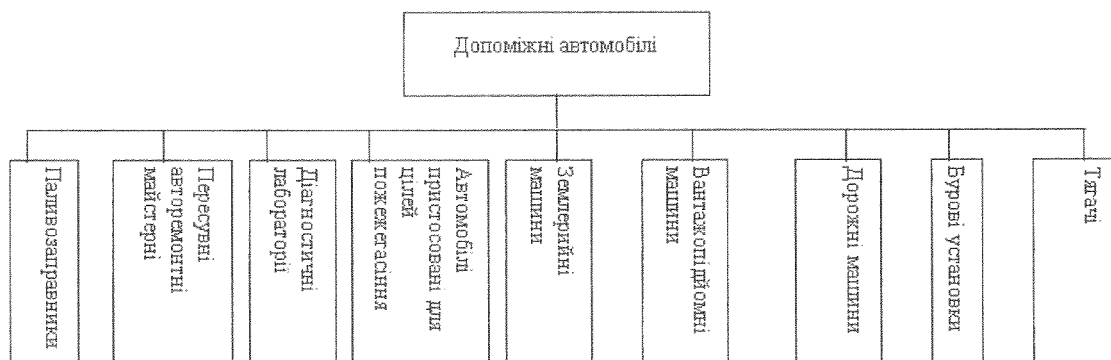 Допоміжні автомобілі
Паливозаправники
Пересувні
авторемонтні
майстерні
Діагностичні
лабораторії
Автомобілі
пристосовані для
цілей
пожежегасіння
Землерийні
машини
Вантажопідйомні
машини
Дорожні машини
Бурові установки
Тягачі